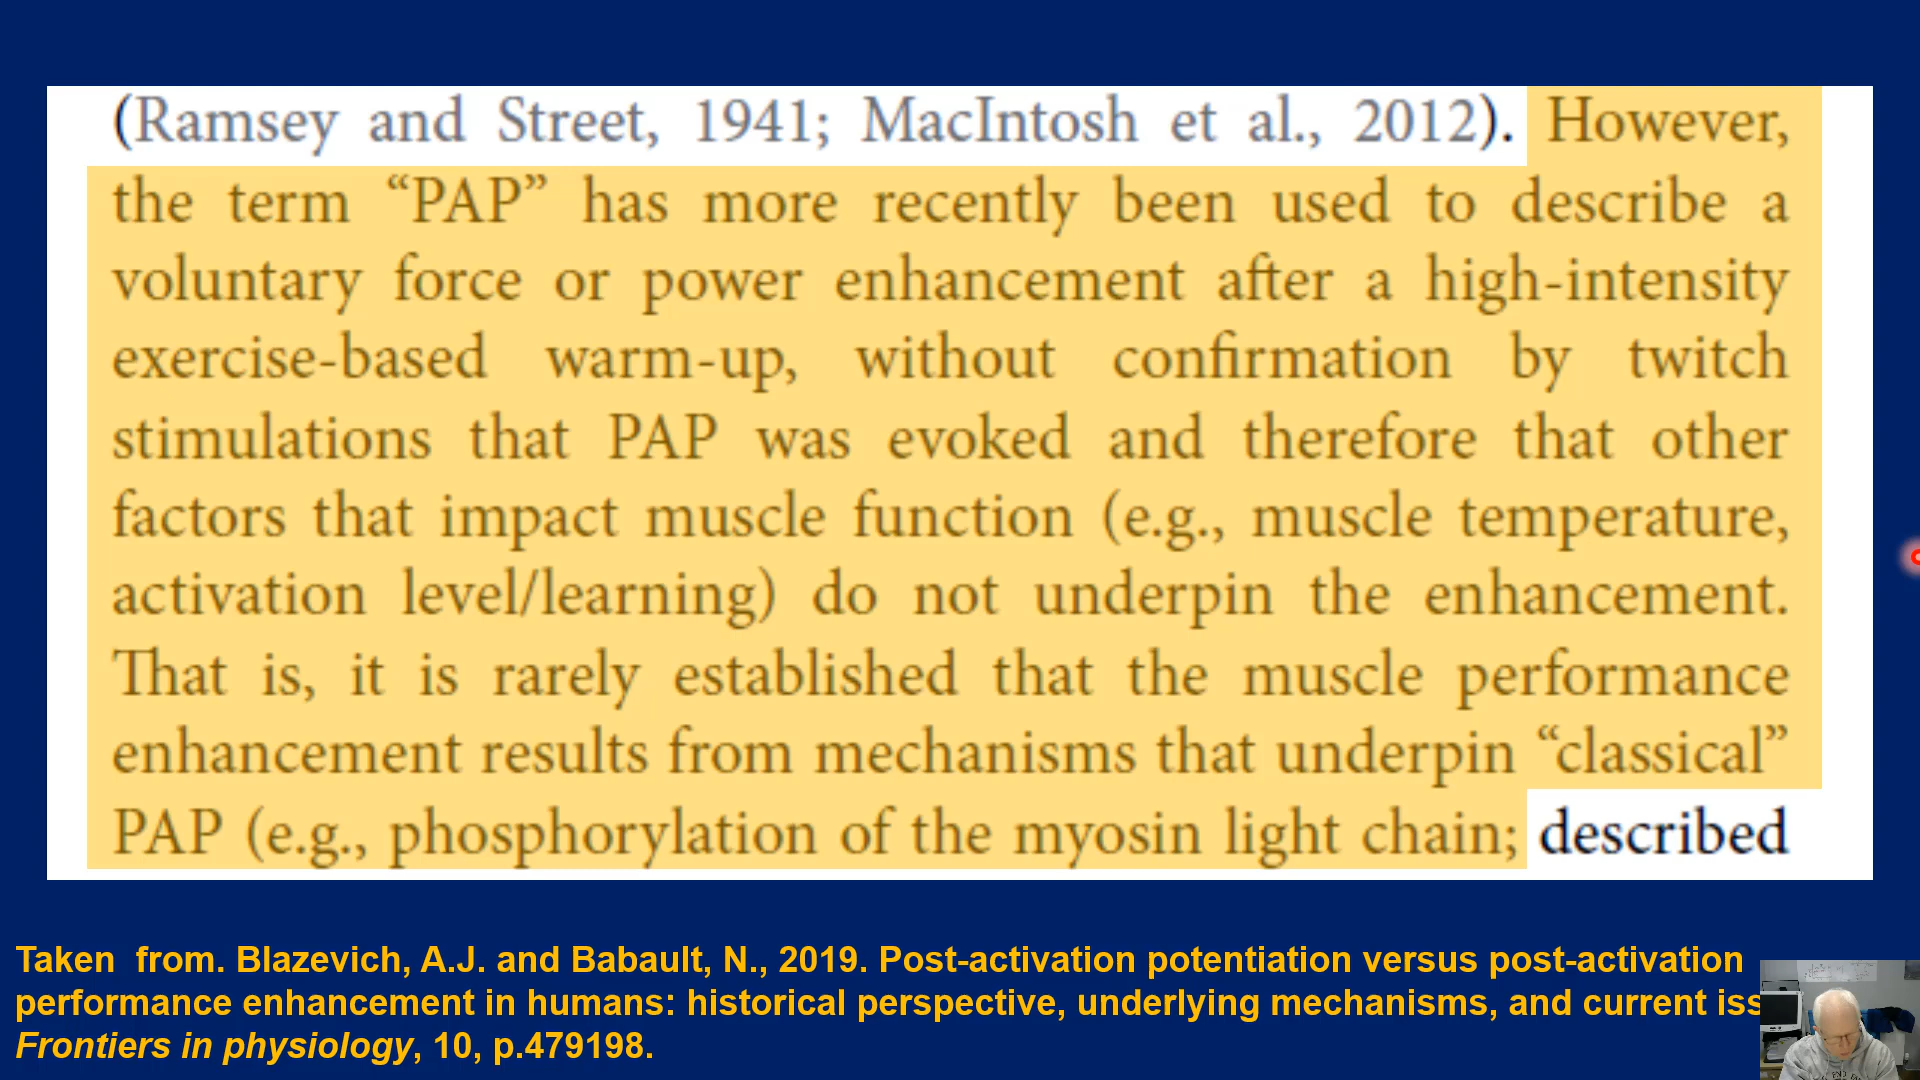 (Ramsey and Street, 1941; MacIntosh et al., 2012). However,
the term “PAP” has more recently been used to describe a
voluntary force or power enhancement after a high-intensity
exercise-based warm-up, without confirmation by twitch
stimulations that PAP was evoked and therefore that other
factors that impact muscle function (e.g., muscle temperature,
activation level/learning) do not underpin the enhancement.
That is, it is rarely established that the muscle performance
enhancement results from mechanisms that underpin “classical”
PAP (e.g., phosphorylation of the myosin light chain; described
Taken from. Blazevich, A.J. and Babault, N., 2019. Post-activation potentiation versus post-activation
performance enhancement in humans: historical perspective, underlying mechanisms, and current iss
Frontiers in physiology, 10, p.479198.